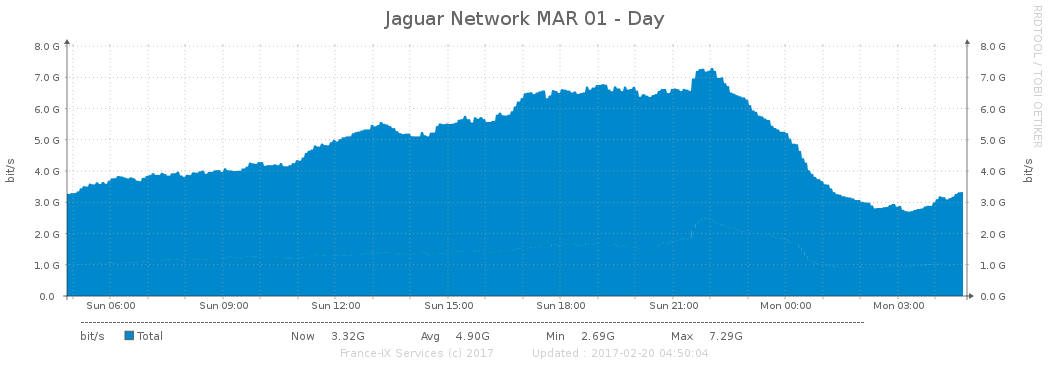 Jaguar Network MAR 01 - Day
RRDTOOL / TOBI OETIKER
bit/s
8.0 G 8.0 G
7.0 G 7.0 G
6.0 G 6.0 G
5.0 G 5.0 G
4.0 G 4.0 G
3.0 G 3.0 G
2.0 G 2.0 G
1.0 G 1.0 G
0.0 0.0 G
bit/s
Sun 06:00 Sun 09:00 Sun 12:00 Sun 15:00 Sun 18:00 Sun 21:00 Mon 00:00 Mon 03:00
bit/s Total Now 3.32G Avg 4.90G Min 2.69G Max 7.29G
France-IX Services (c) 2017 Updated : 2017-02-20 04:50:04